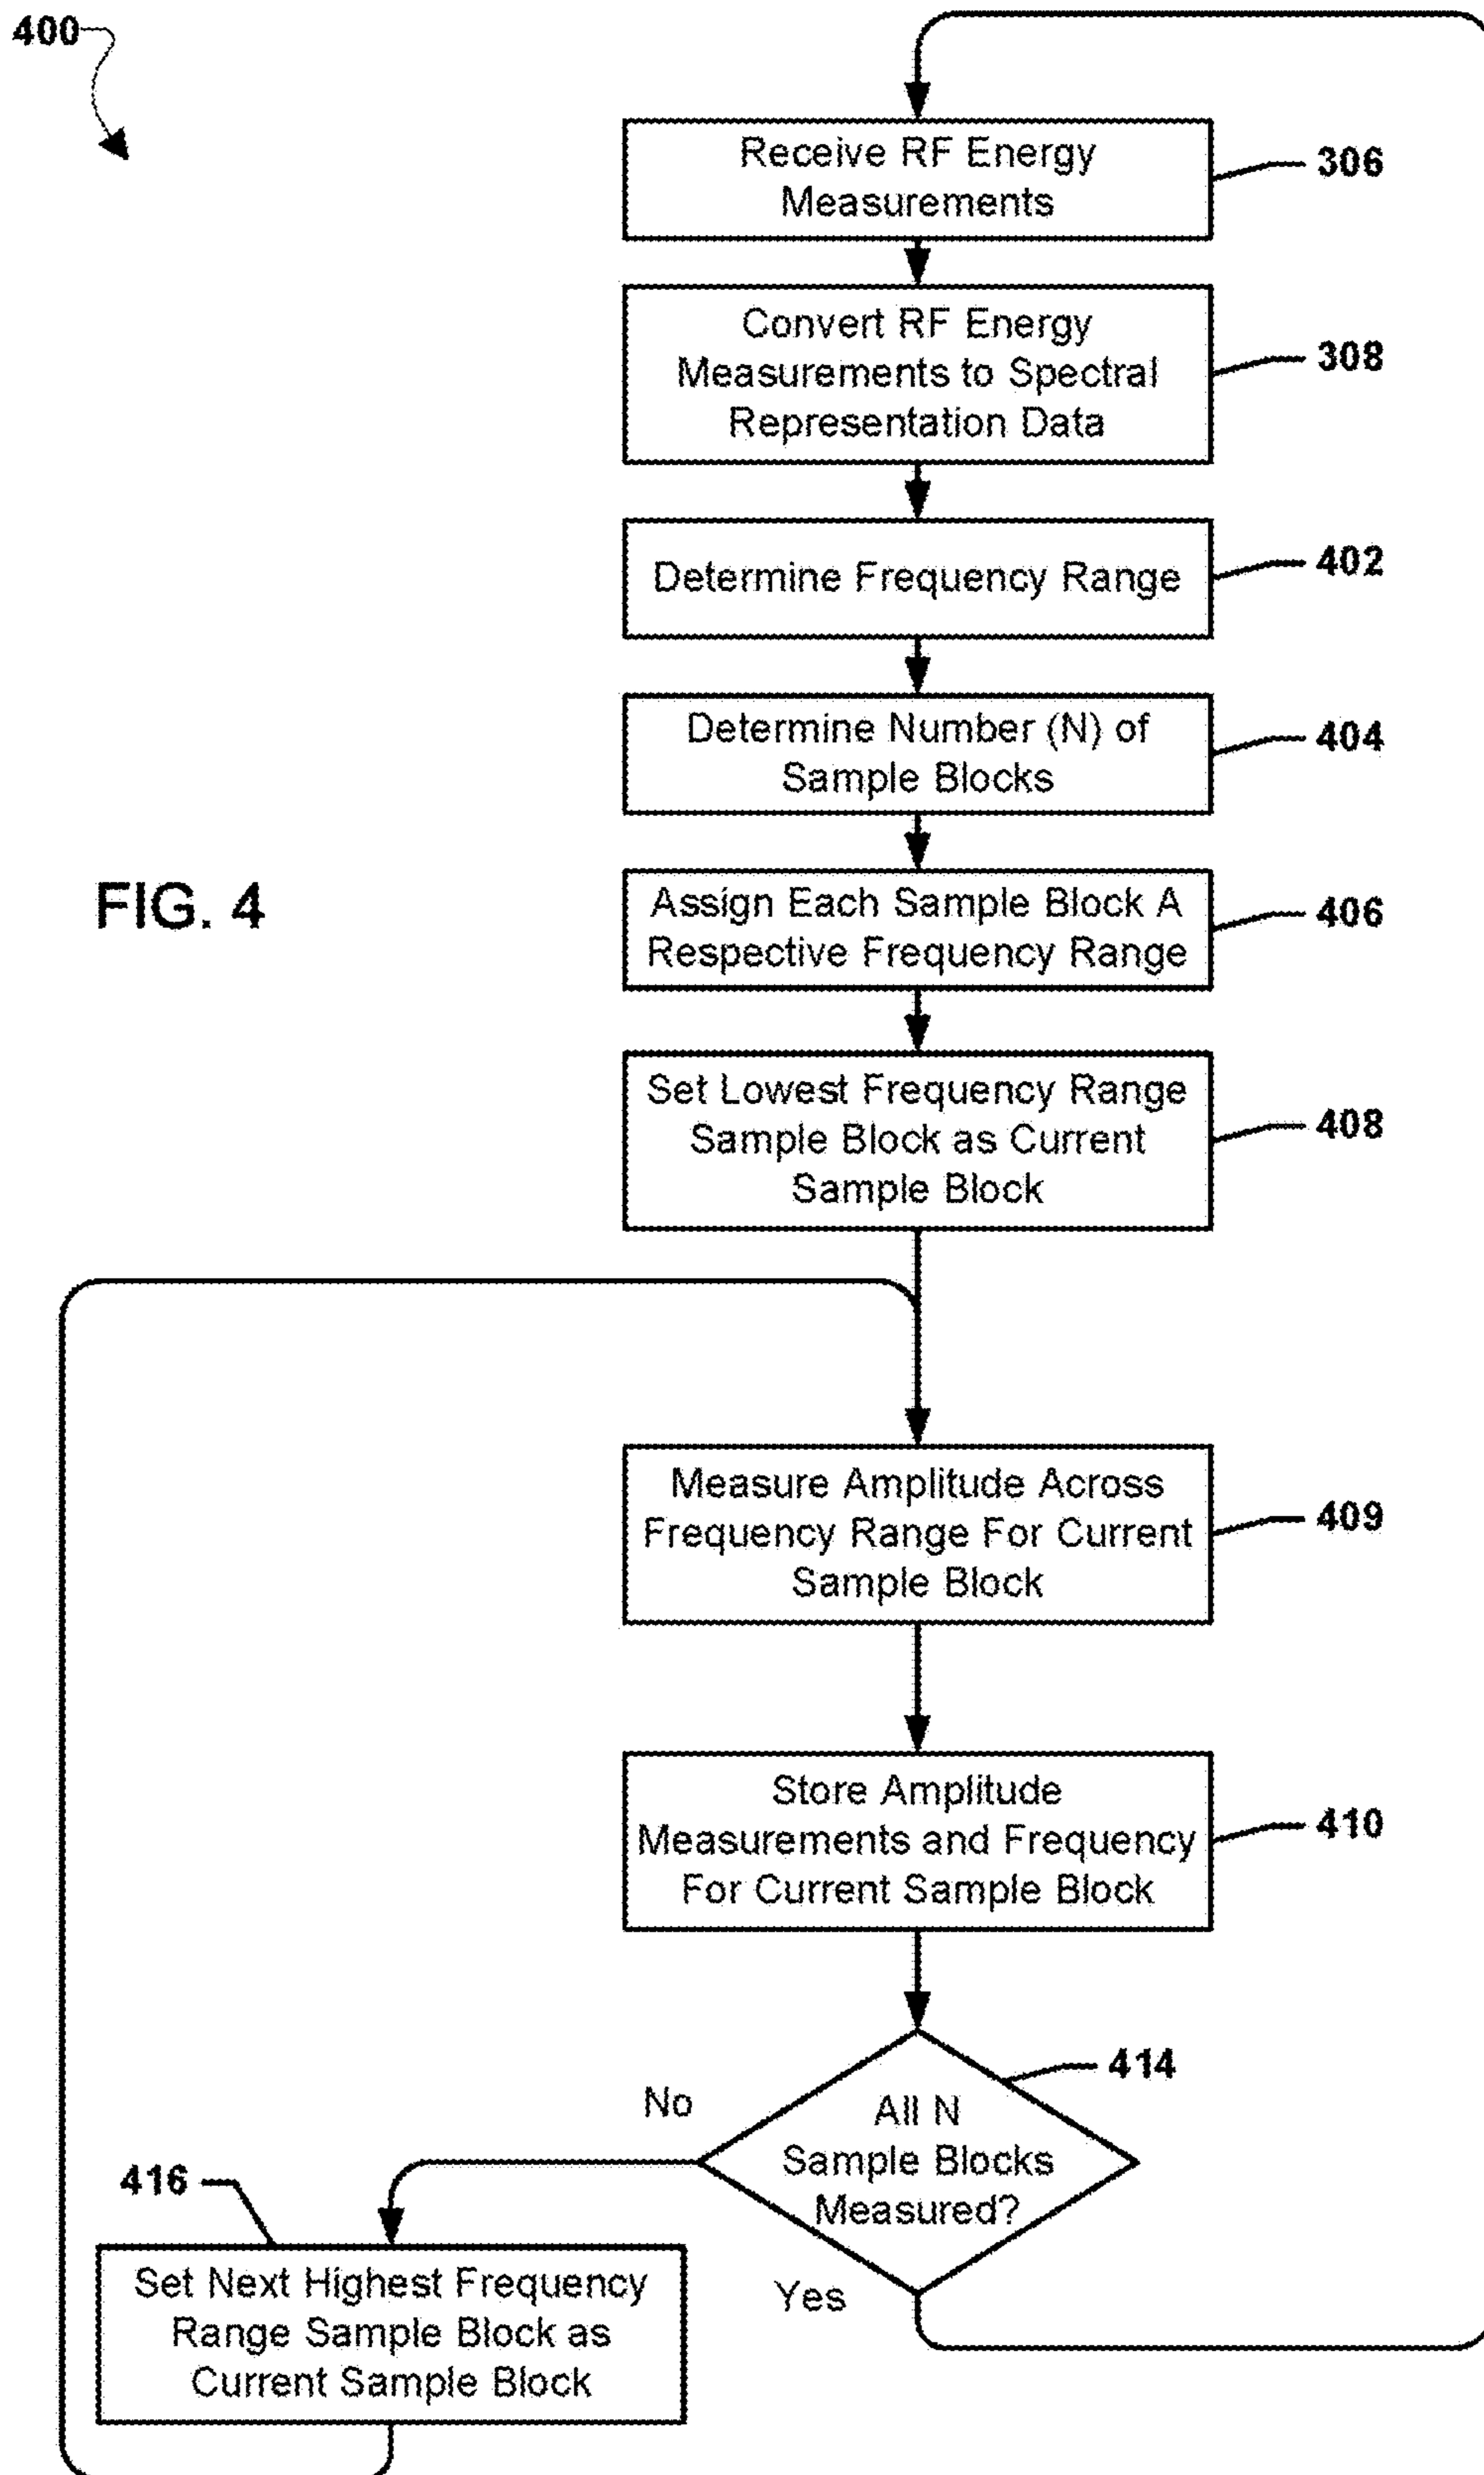 400
Receive RF Energy
Measurements
306
Convert RF Energy
Measurements to Spectral
Representation Data
308
Determine Frequency Range
402
Determine Number (N) of
Sample Blocks
404
FIG. 4
Assign Each Sample Block A
Respective Frequency Range
406
Set Lowest Frequency Range
Sample Block as Current
Sample Block
408
Measure Amplitude Across
Frequency Range For Current
Sample Block
409
Store Amplitude
Measurements and Frequency
For Current Sample Block
410
414
No
All N
Sample Blocks
Measured?
Yes
416
Set Next Highest Frequency
Range Sample Block as
Current Sample Block